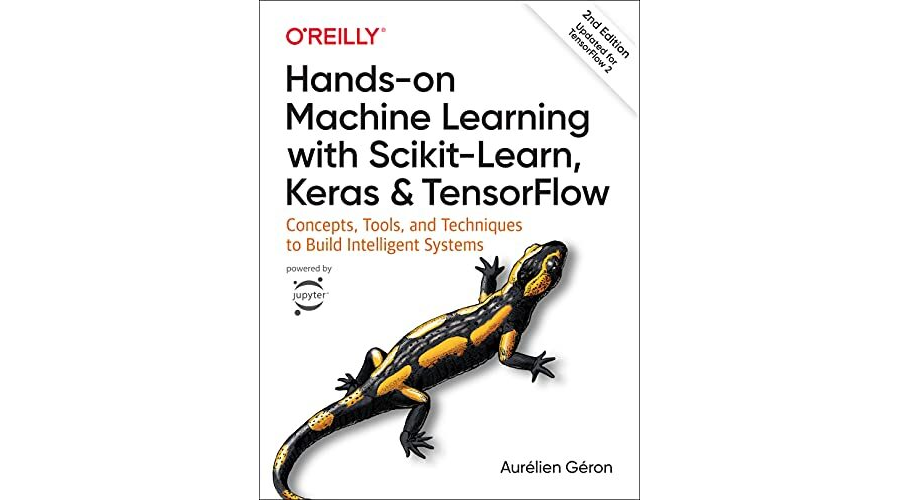 O'REILLY®
2nd Edition
Updated for
TensorFlow 2
Hands-on
Machine Learning
with Scikit-Learn,
Keras & TensorFlow
Concepts, Tools, and Techniques
to Build Intelligent Systems
powered by
jupyter
Aurélien Géron